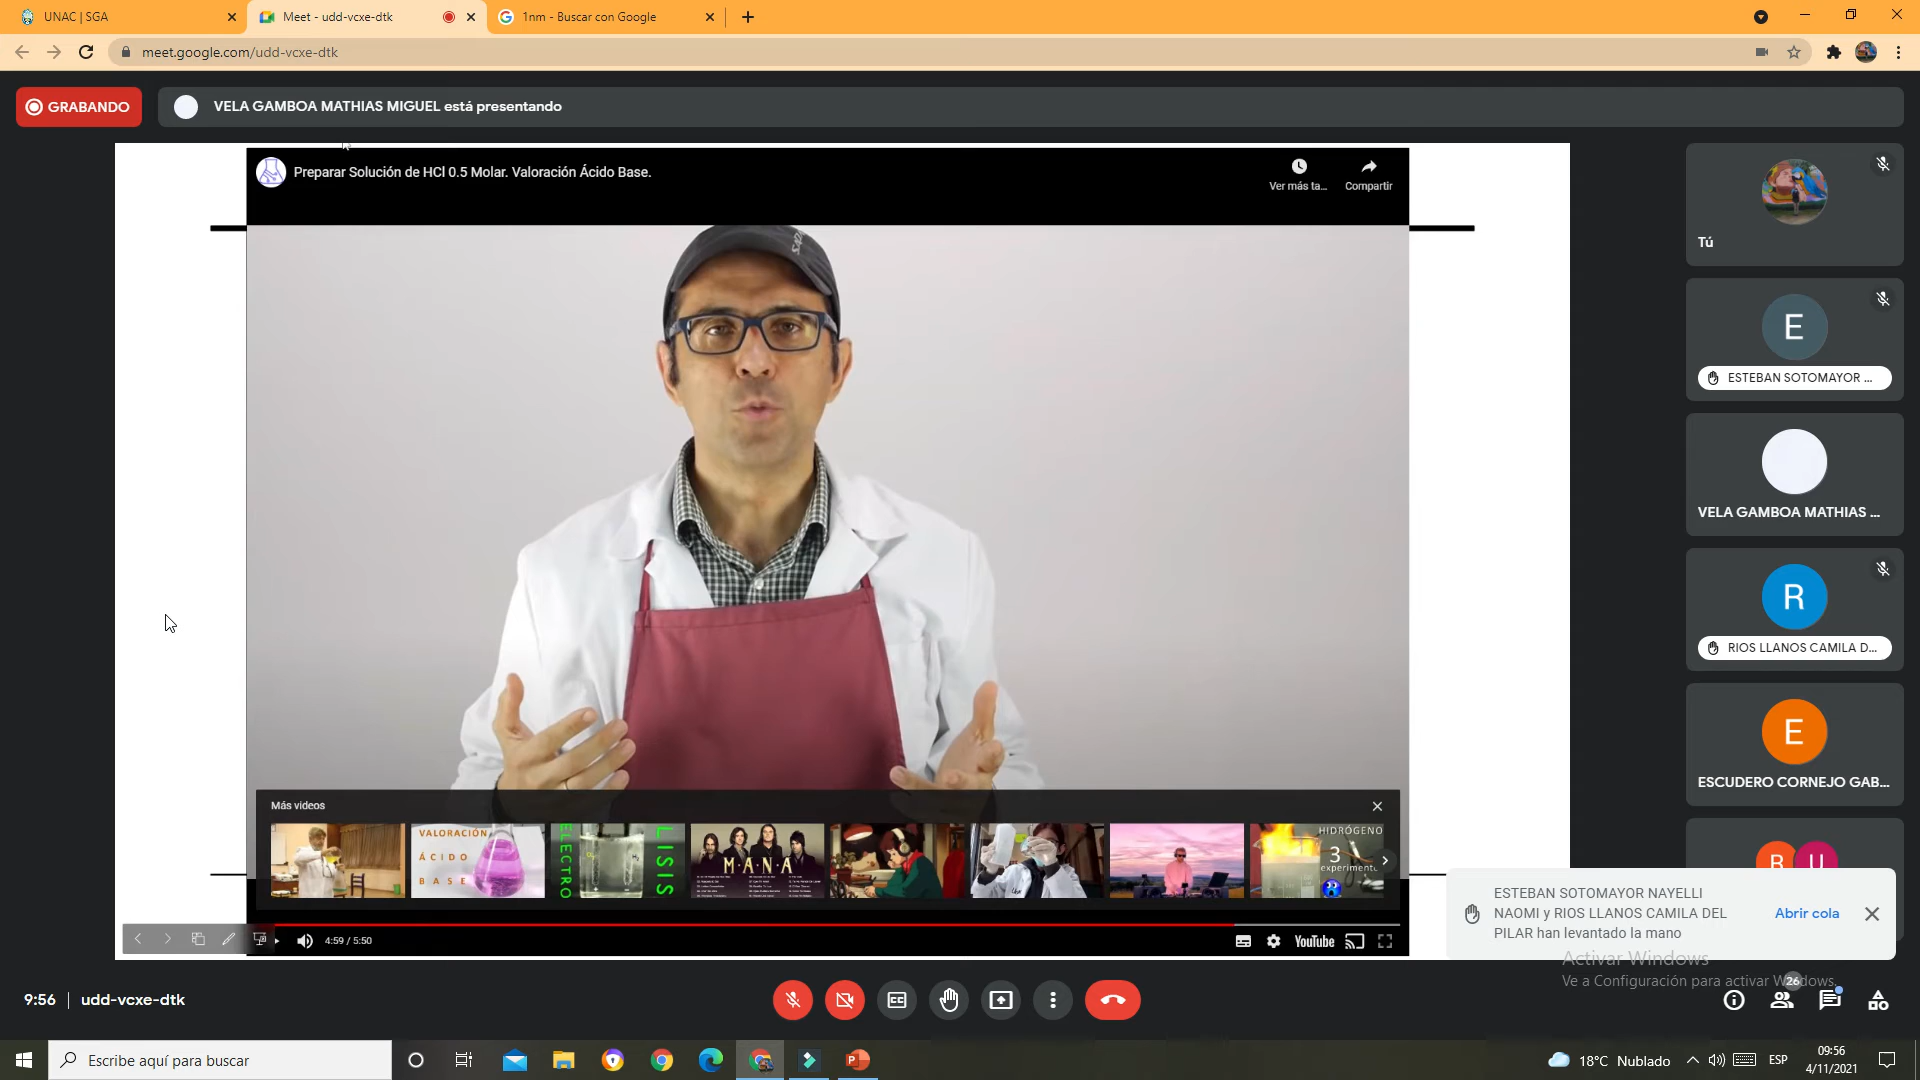 UNAC | SGA
Meet - udd-vcxe-dtk
1nm - Buscar con Google
meet.google.com/udd-vcxe-dtk
GRABANDO
VELA GAMBOA MATHIAS MIGUEL está presentando
Preparar Solución de HCl 0.5 Molar. Valoración Ácido Base.
Ver más ta...
Compartir
Tú
E
ESTEBAN SOTOMAYOR ...
VELA GAMBOA MATHIAS ...
R
RIOS LLANOS CAMILA D...
E
ESCUDERO CORNEJO GAB...
R U
Más videos
VALORACIÓN
ÁCIDO
BASE
ELECTRO
LISIS
MANA
HIDRÓGENO
3
experiment
4:59 / 5:50
YouTube
ESTEBAN SOTOMAYOR NAYELLI
NAOMI y RIOS LLANOS CAMILA DEL
PILAR han levantado la mano
Abrir cola
Activar Windows
Ve a Configuración para activar Windows.
9:56
udd-vcxe-dtk
26
Escribe aquí para buscar
18°C Nublado
ESP
09:56
4/11/2021